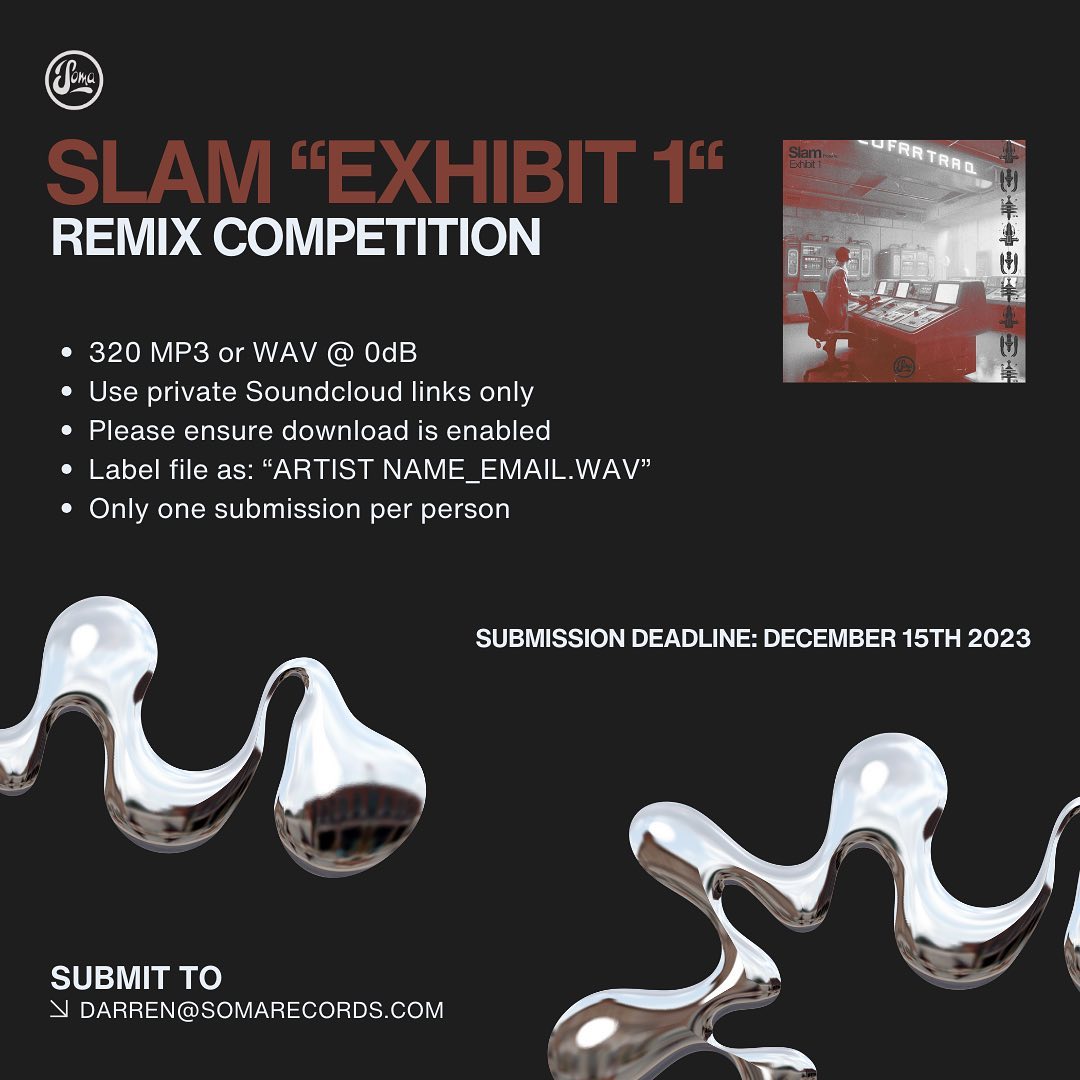 Soma
SLAM “EXHIBIT 1“
REMIX COMPETITION
Slam
Exhibit 1
• 320 MP3 or WAV @ 0dB
• Use private Soundcloud links only
• Please ensure download is enabled
• Label file as: “ARTIST NAME_EMAIL.WAV”
• Only one submission per person
SUBMISSION DEADLINE: DECEMBER 15TH 2023
SUBMIT TO
DARREN@SOMARECORDS.COM